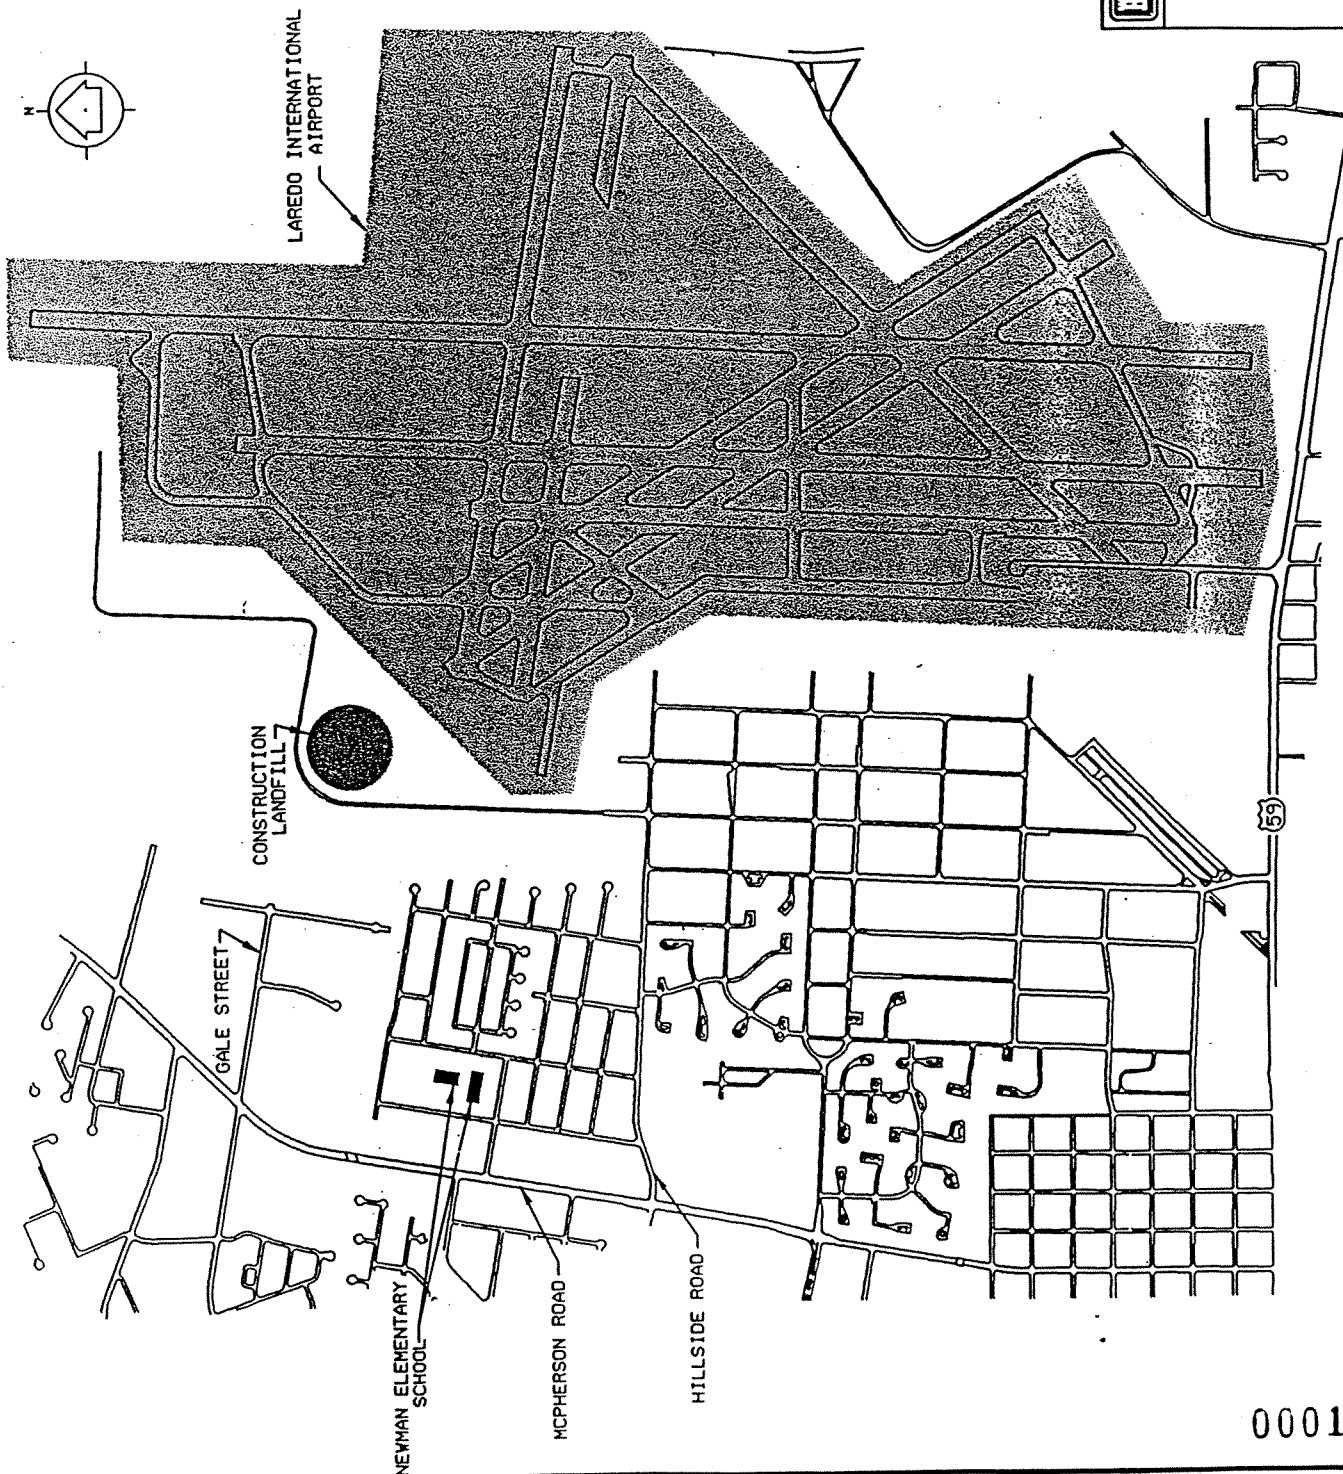 N
LAREDO INTERNATIONAL
AIRPORT
CONSTRUCTION
LANDFILL
GALE STREET
NEWMAN ELEMENTARY
SCHOOL
MCPHERSON ROAD
HILLSIDE ROAD
59
0001